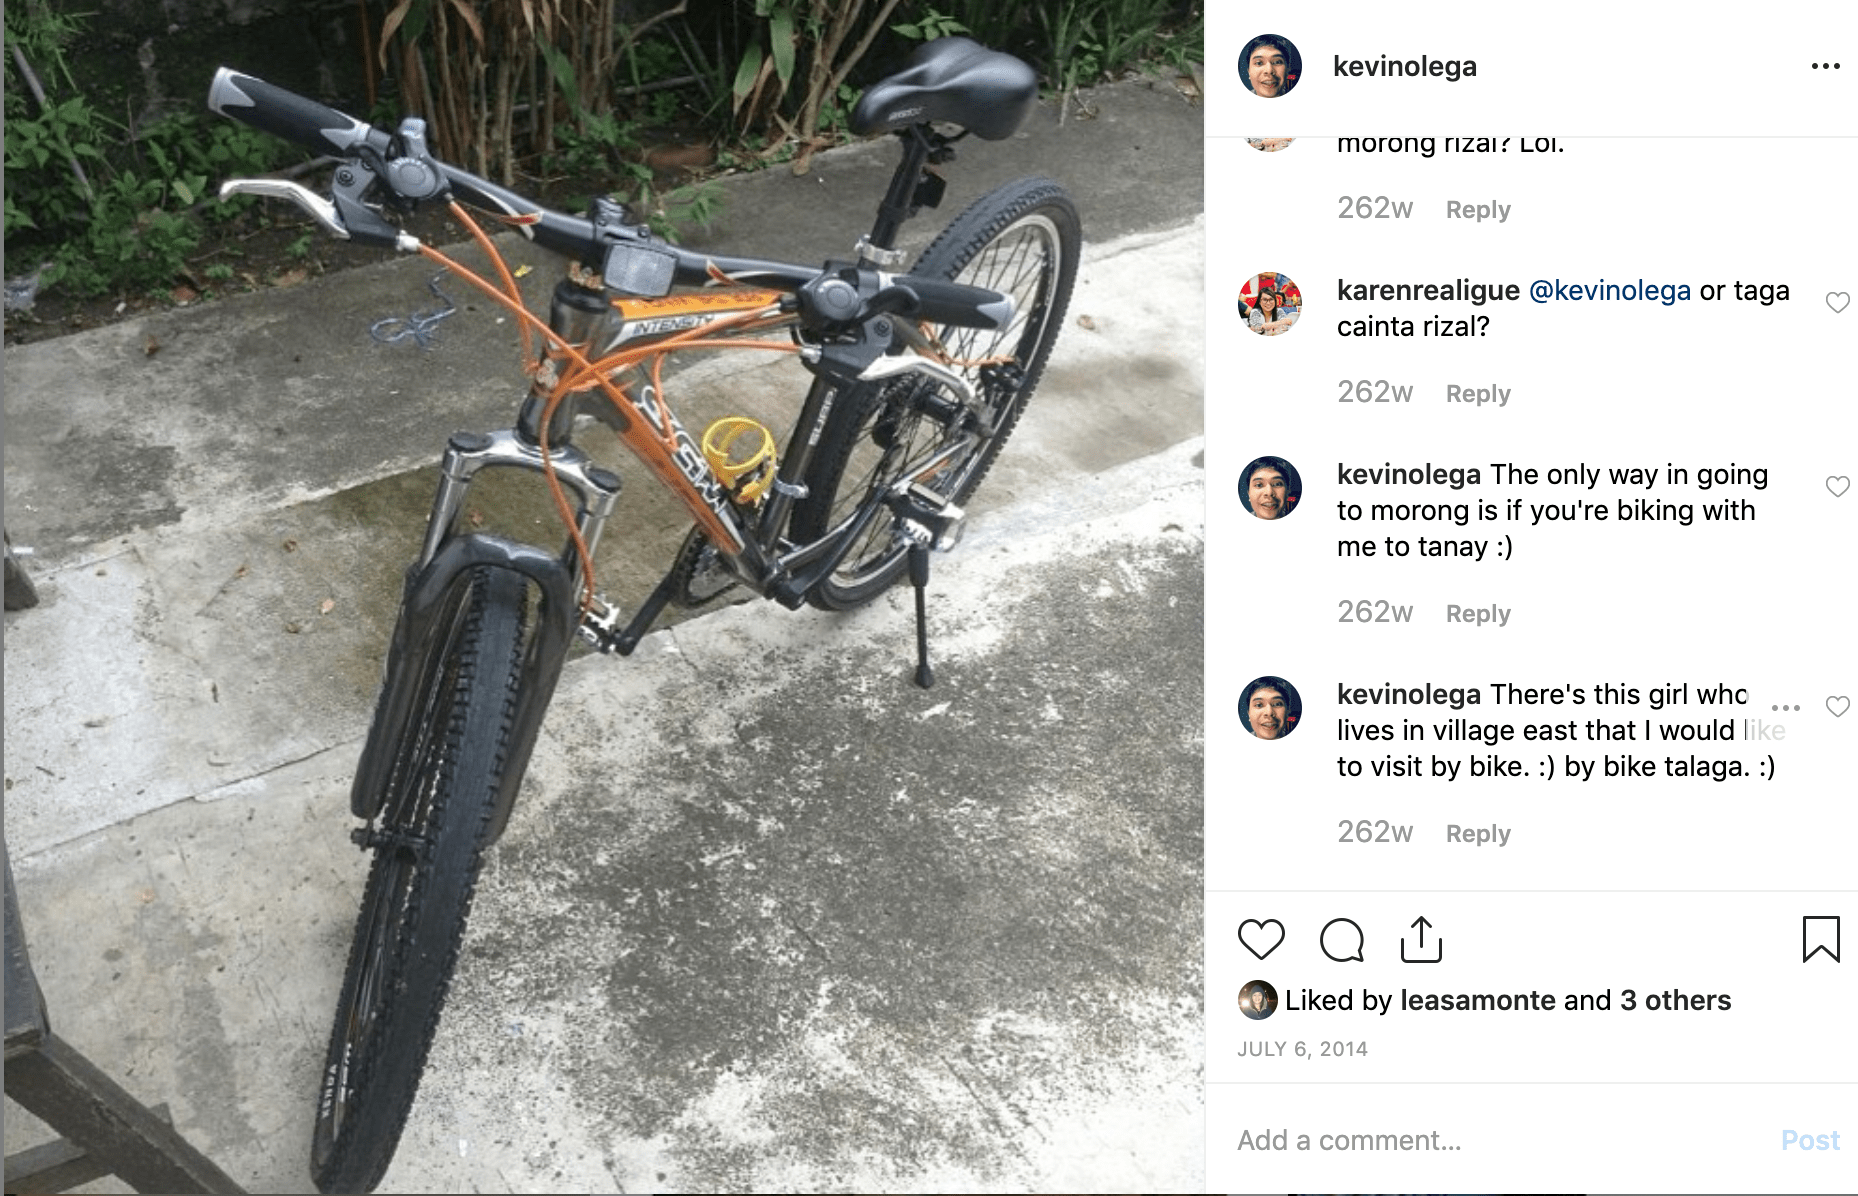 INTENSITY
KENDA
kevinolega
morong rizal? Lol.
262w Reply
karenrealigue @kevinolega or taga
cainta rizal?
262w Reply
kevinolega The only way in going
to morong is if you're biking with
me to tanay :)
262w Reply
kevinolega There's this girl who
lives in village east that I would like
to visit by bike. :) by bike talaga. :)
262w Reply
Liked by leasamonte and 3 others
JULY 6, 2014
Add a comment... Post